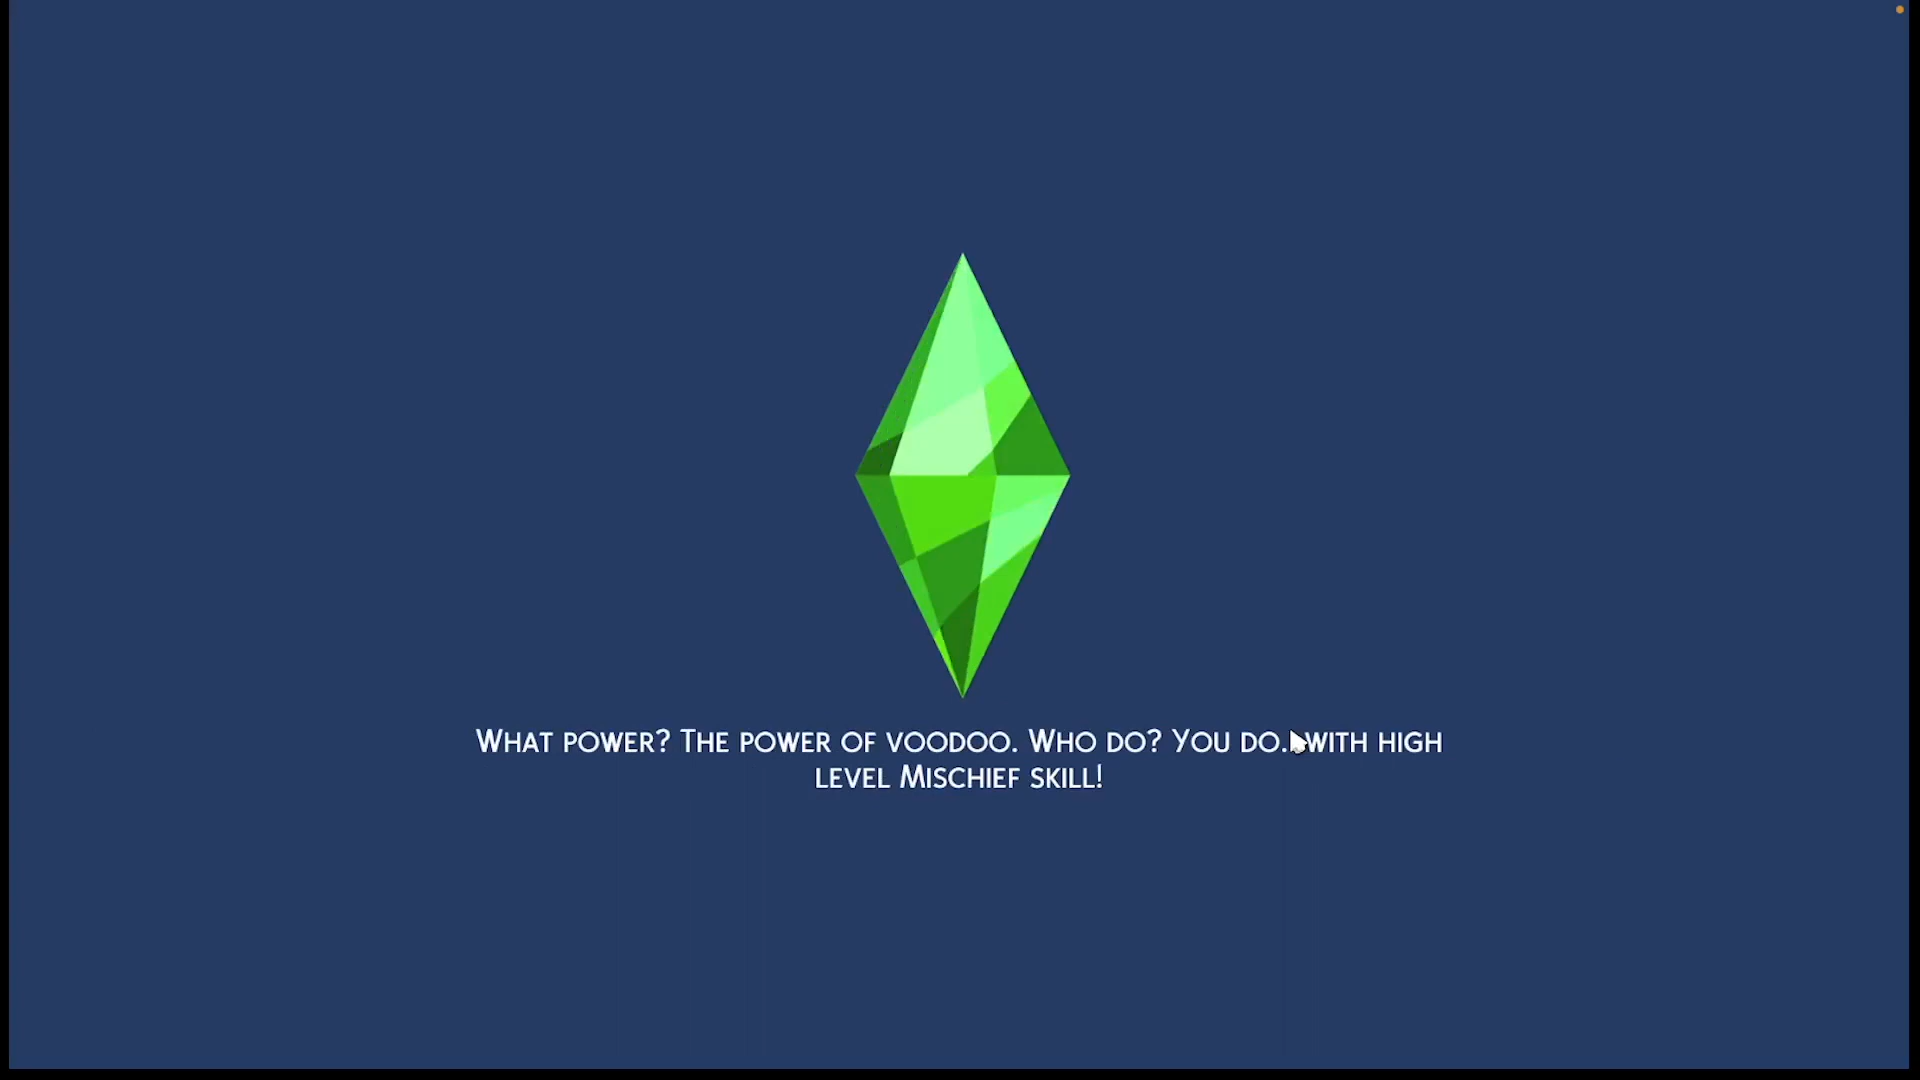 What power? The power of voodoo. Who do? You do. with high
level Mischief skill!